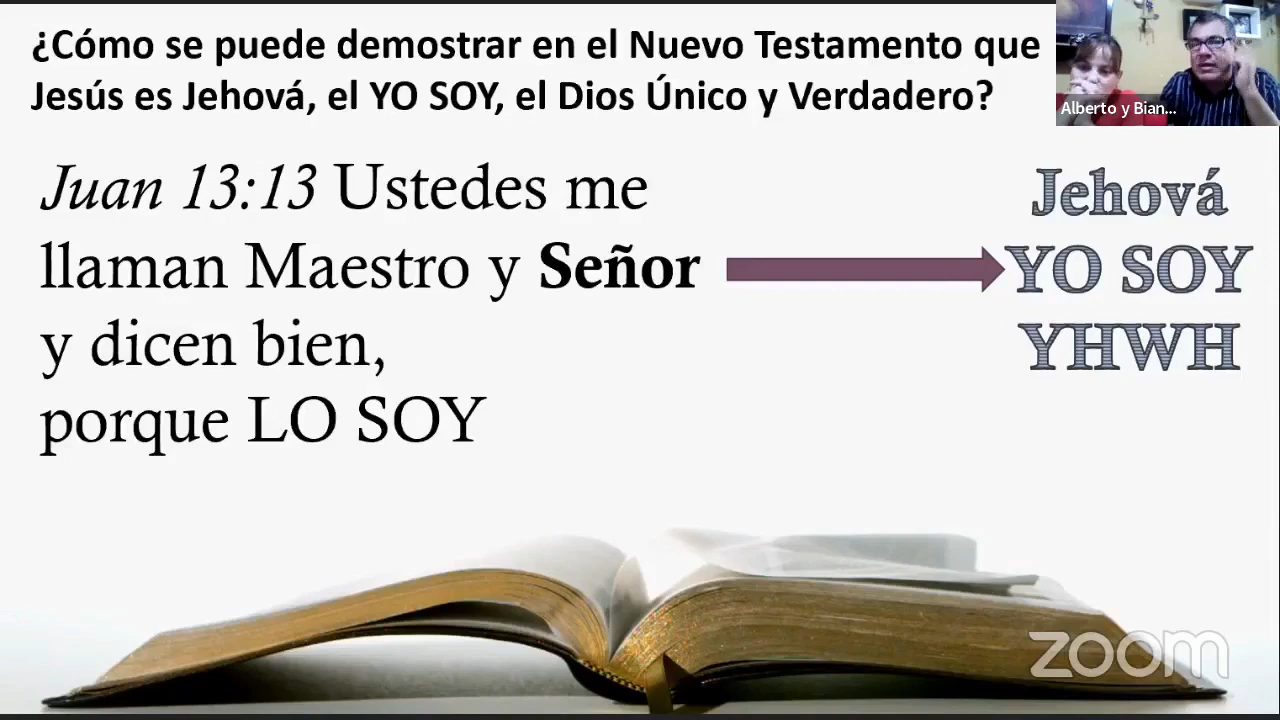 ¿Cómo se puede demostrar en el Nuevo Testamento que
Jesús es Jehová, el YO SOY, el Dios Único y Verdadero?
Alberto y Bian...
Juan 13:13 Ustedes me
llaman Maestro y Señor
y dicen bien,
porque LO SOY
Jehová
YO SOY
YHWH
zoom